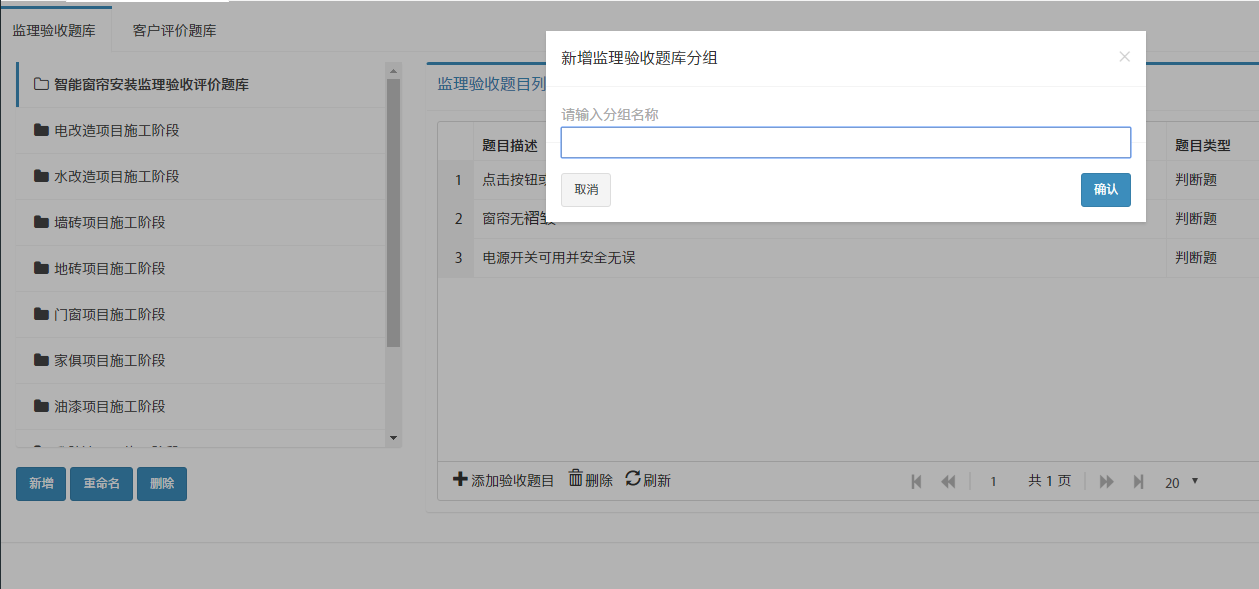 监理验收题库
客户评价题库
智能窗帘安装监理验收评价题库
电改造项目施工阶段
水改造项目施工阶段
墙砖项目施工阶段
地砖项目施工阶段
门窗项目施工阶段
家俱项目施工阶段
油漆项目施工阶段
新增 重命名 删除
监理验收题目列
题目描述 题目类型
1 点击按钮或 判断题
2 窗帘无褶皱 判断题
3 电源开关可用并安全无误 判断题
添加验收题目 删除 刷新 1 共 1 页 20
新增监理验收题库分组 ×
请输入分组名称
取消 确认